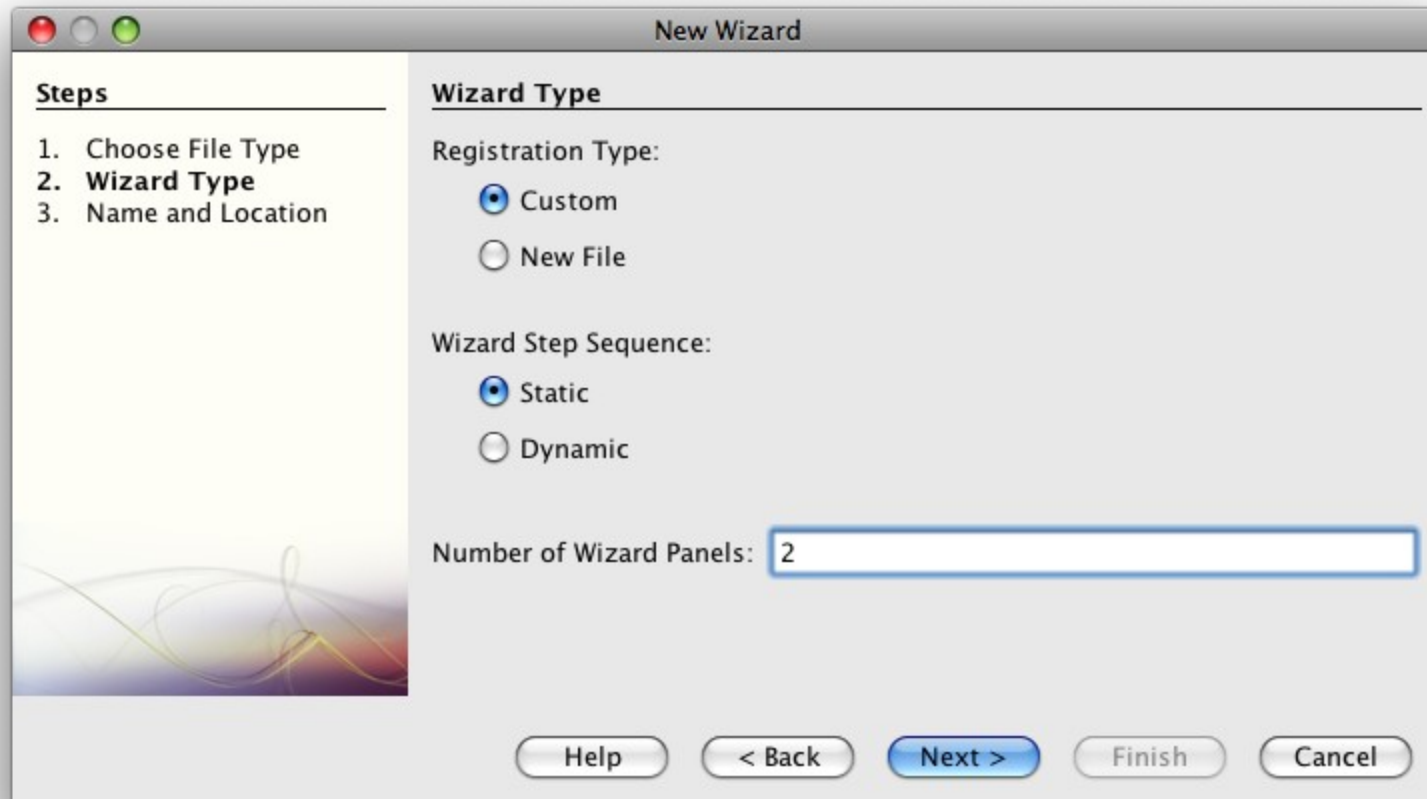 New Wizard
Steps
1. Choose File Type
2. Wizard Type
3. Name and Location
Wizard Type
Registration Type:
Custom
New File
Wizard Step Sequence:
Static
Dynamic
Number of Wizard Panels: 2
Help < Back Next > Finish Cancel